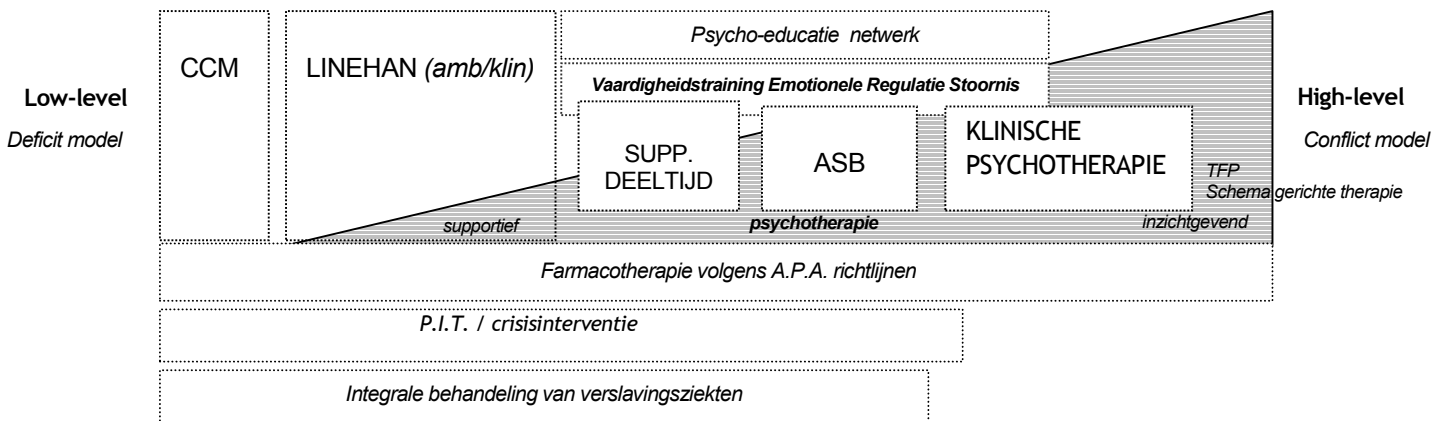 Psycho-educatie netwerk
CCM
LINEHAN (amb/klin)
Vaardigheidstraining Emotionele Regulatie Stoornis
Low-level
High-level
Deficit model
Conflict model
SUPP.
DEELTIJD
ASB
KLINISCHE
PSYCHOTHERAPIE
TFP
Schema gerichte therapie
supportief
psychotherapie
inzichtgevend
Farmacotherapie volgens A.P.A. richtlijnen
P.I.T. / crisisinterventie
Integrale behandeling van verslavingsziekten